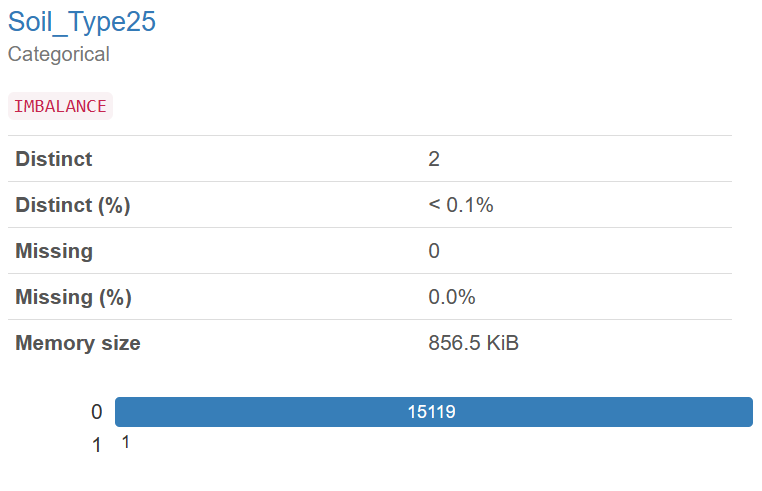 Soil_Type25
Categorical
IMBALANCE
Distinct 2
Distinct (%) < 0.1%
Missing 0
Missing (%) 0.0%
Memory size 856.5 KiB
0 15119
1 1